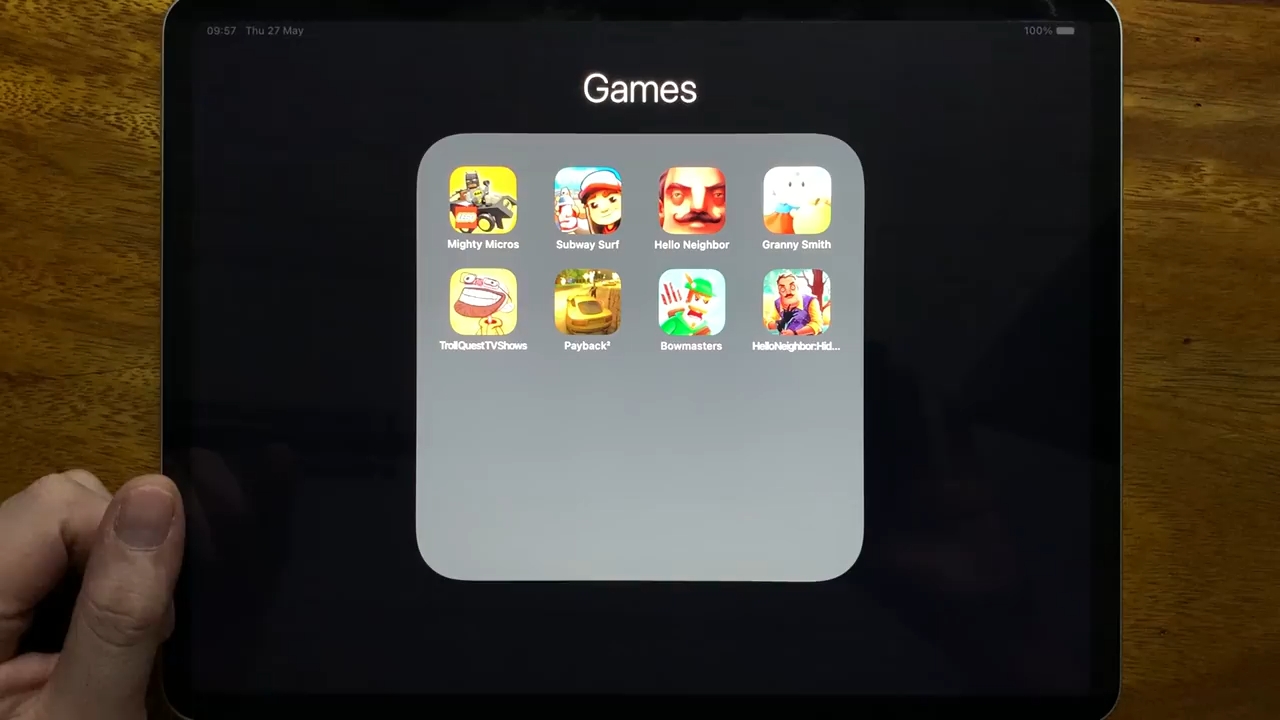 09:57 Thu 27 May
100%
Games
LEGO
Mighty Micros
Subway Surf
Hello Neighbor
Granny Smith
TrollQuestTVShows
Payback²
Bowmasters
HelloNeighbor:Hid...